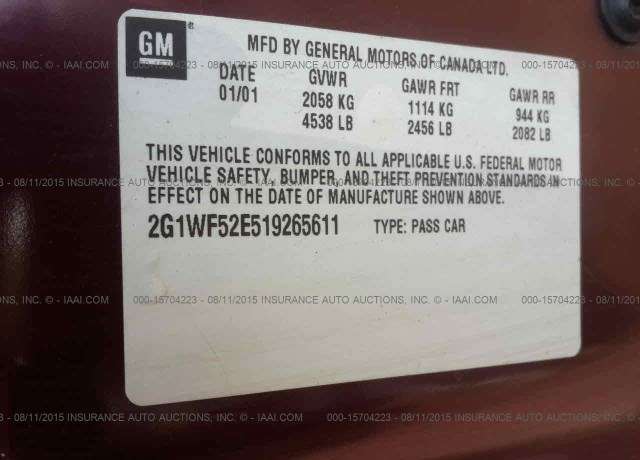 GM
MFD BY GENERAL MOTORS OF CANADA LTD.
DATE GVWR GAWR FRT GAWR RR
01/01 2058 KG 1114 KG 944 KG
4538 LB 2456 LB 2082 LB
THIS VEHICLE CONFORMS TO ALL APPLICABLE U.S. FEDERAL MOTOR
VEHICLE SAFETY, BUMPER, AND THEFT PREVENTION STANDARDS IN
EFFECT ON THE DATE OF MANUFACTURE SHOWN ABOVE.
2G1WF52E519265611 TYPE: PASS CAR
000-15704223 - 08/11/2015 INSURANCE AUTO AUCTIONS, INC. © - IAAI.COM